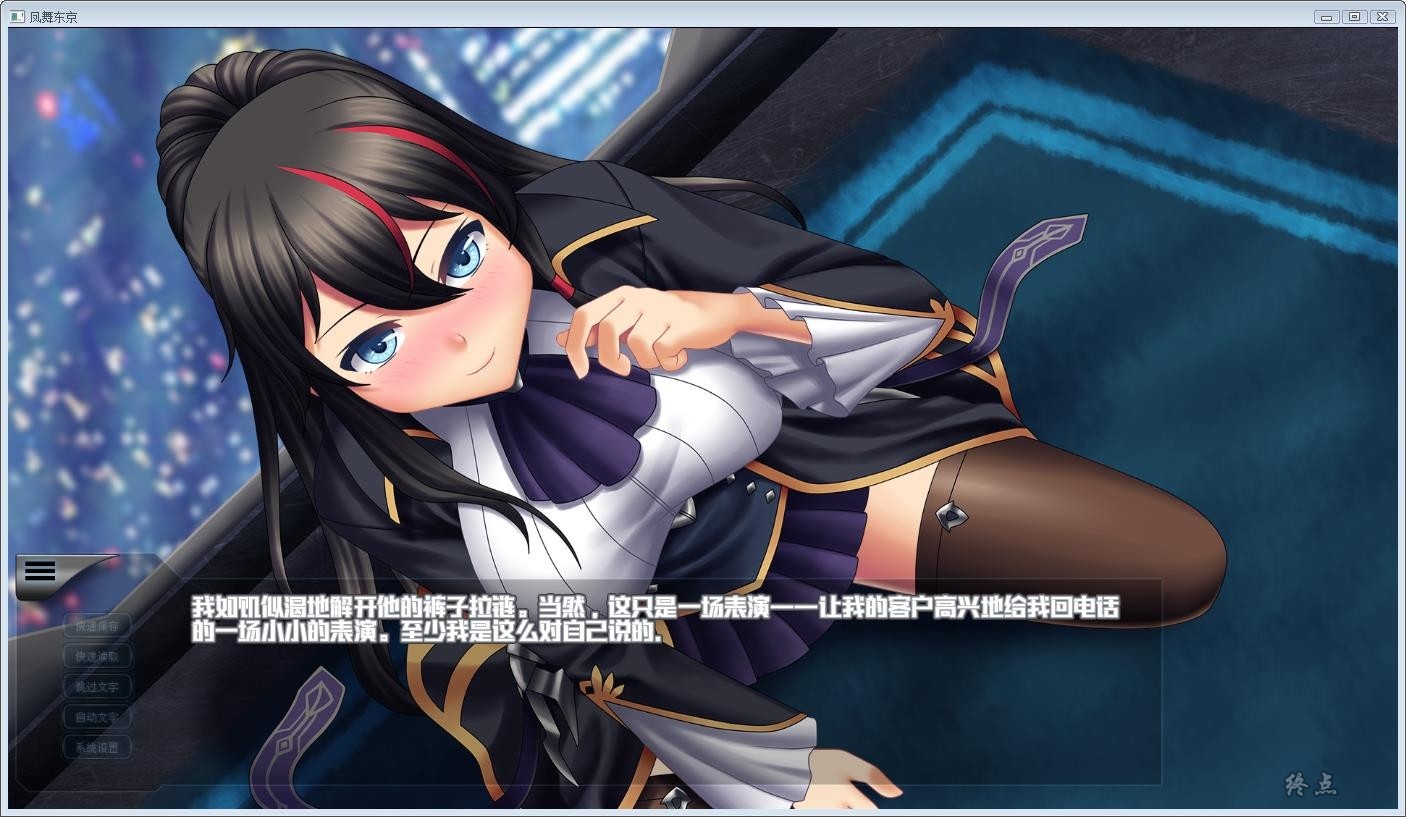 凤舞东京
我如饥似渴地解开他的裤子拉链。当然，这只是一场表演——让我的客户高兴地给我回电话
的一场小小的表演。至少我是这么对自己说的。
快速保存
快速读取
跳过文字
自动文字
系统设置
终点